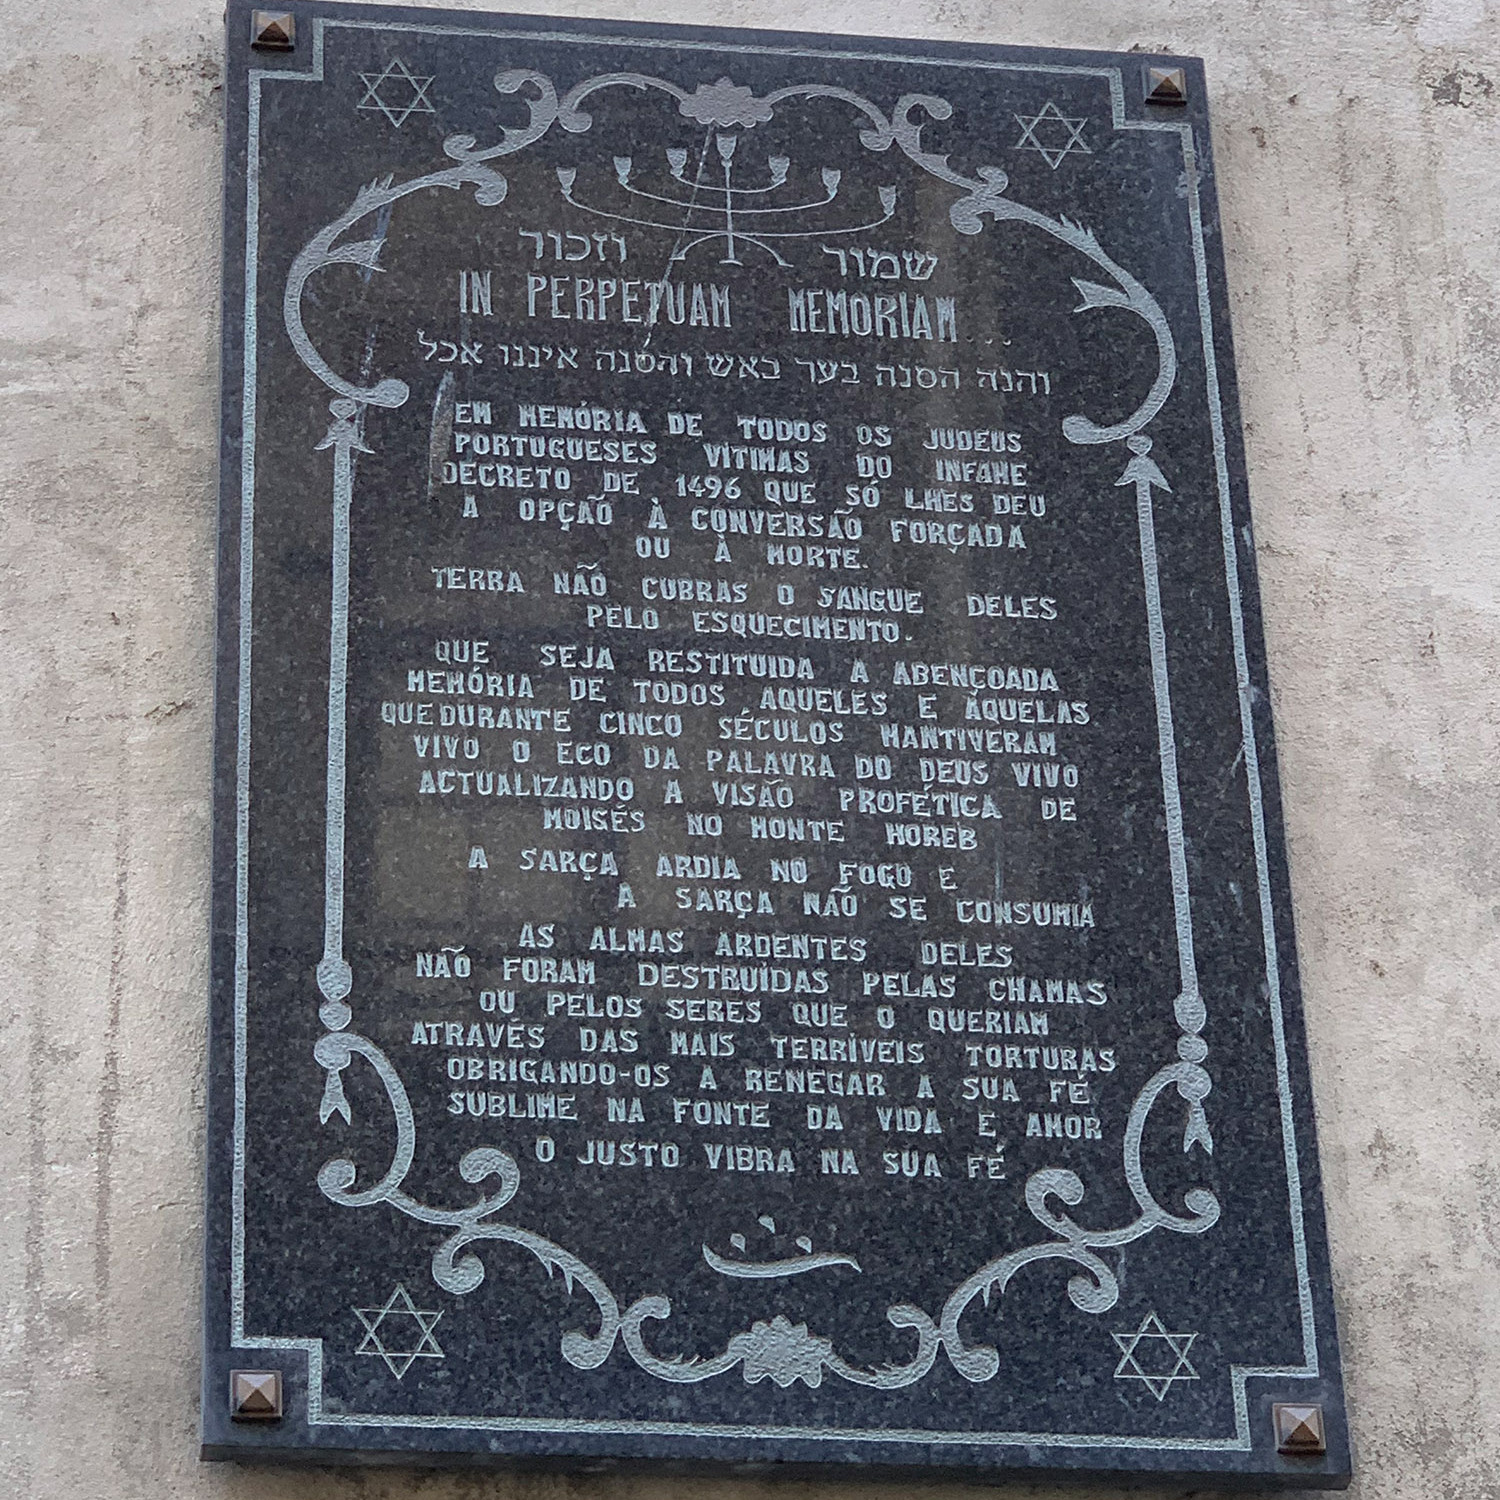 שמור וזכור
IN PERPETUAM MEMORIAM...
והנה הסנה בער באש והסנה איננו אכל
EM MEMÓRIA DE TODOS OS JUDEUS
PORTUGUESES VÍTIMAS DO INFAME
DECRETO DE 1496 QUE SÓ LHES DEU
A OPÇÃO À CONVERSÃO FORÇADA
OU À MORTE.
TERRA NÃO CUBRAS O SANGUE DELES
PELO ESQUECIMENTO.
QUE SEJA RESTITUIDA A ABENÇOADA
MEMÓRIA DE TODOS AQUELES E ÀQUELAS
QUE DURANTE CINCO SÉCULOS MANTIVERAM
VIVO O ECO DA PALAVRA DO DEUS VIVO
ACTUALIZANDO A VISÃO PROFÉTICA DE
MOISÉS NO MONTE HOREB
A SARÇA ARDIA NO FOGO E
A SARÇA NÃO SE CONSUMIA
AS ALMAS ARDENTES DELES
NÃO FORAM DESTRUÍDAS PELAS CHAMAS
OU PELOS SERES QUE O QUERIAM
ATRAVÉS DAS MAIS TERRÍVEIS TORTURAS
OBRIGANDO-OS A RENEGAR A SUA FÉ
SUBLIME NA FONTE DA VIDA E AMOR
O JUSTO VIBRA NA SUA FÉ